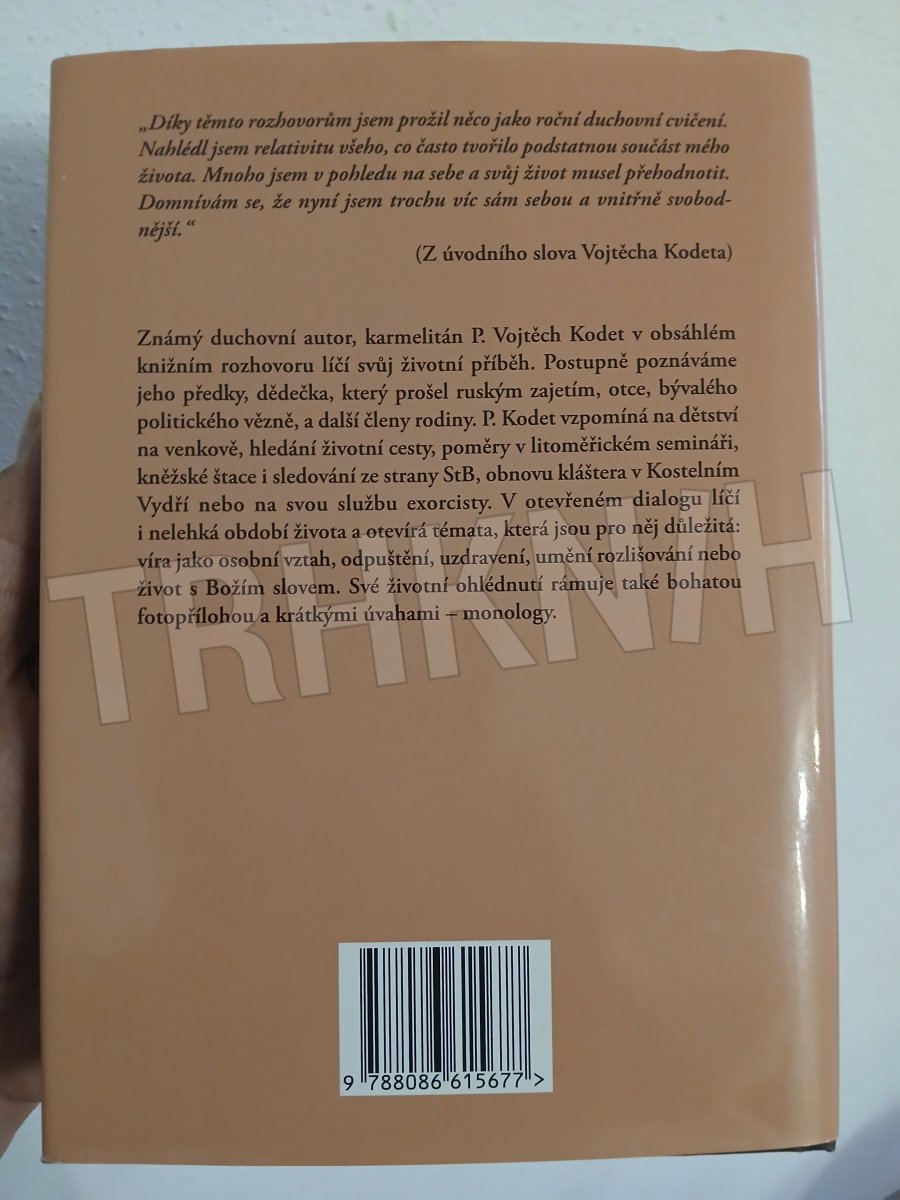 „Díky těmto rozhovorům jsem prožil něco jako roční duchovní cvičení.
Nahlédl jsem relativitu všeho, co často tvořilo podstatnou součást mého
života. Mnoho jsem v pohledu na sebe a svůj život musel přehodnotit.
Domnívám se, že nyní jsem trochu víc sám sebou a vnitřně svobod-
nější.“
(Z úvodního slova Vojtěcha Kodeta)
Známý duchovní autor, karmelitán P. Vojtěch Kodet v obsáhlém
knižním rozhovoru líčí svůj životní příběh. Postupně poznáváme
jeho předky, dědečka, který prošel ruským zajetím, otce, bývalého
politického vězně, a další členy rodiny. P. Kodet vzpomíná na dětství
na venkově, hledání životní cesty, poměry v litoměřickém semináři,
kněžské štace i sledování ze strany StB, obnovu kláštera v Kostelním
Vydří nebo na svou službu exorcisty. V otevřeném dialogu líčí
i nelehká období života a otevírá témata, která jsou pro něj důležitá:
víra jako osobní vztah, odpuštění, uzdravení, umění rozlišování nebo
život s Božím slovem. Své životní ohlédnutí rámuje také bohatou
fotopřílohou a krátkými úvahami – monology.
TRHKNIH
9 788086 615677 >